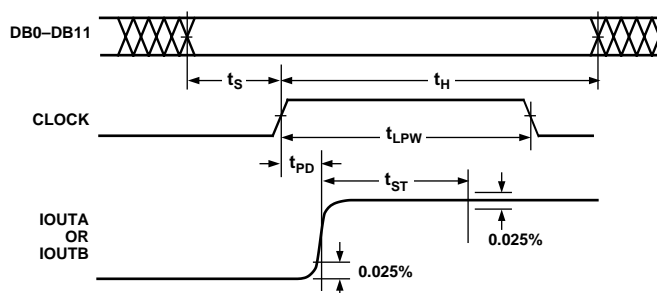 DB0–DB11
tS
tH
CLOCK
tLPW
tPD
tST
IOUTA
OR
IOUTB
0.025%
0.025%